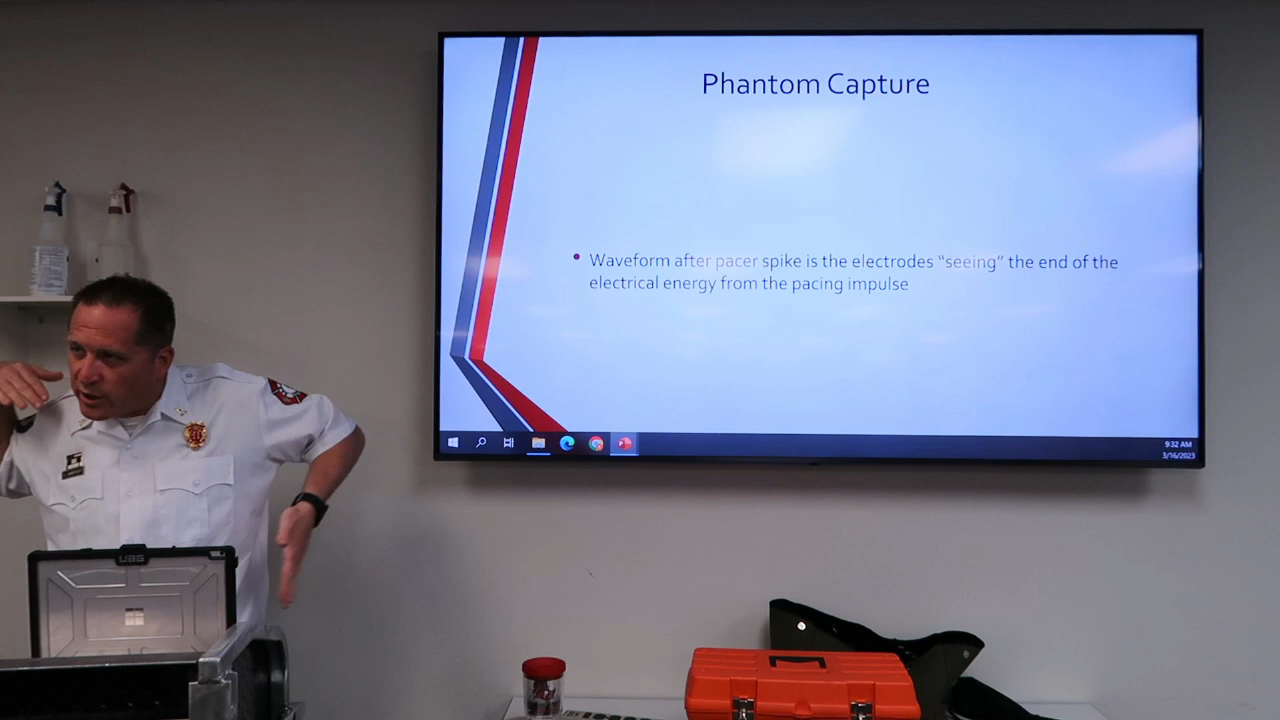 Phantom Capture
• Waveform after pacer spike is the electrodes “seeing” the end of the
electrical energy from the pacing impulse
9:32 AM
3/16/2023
UAG